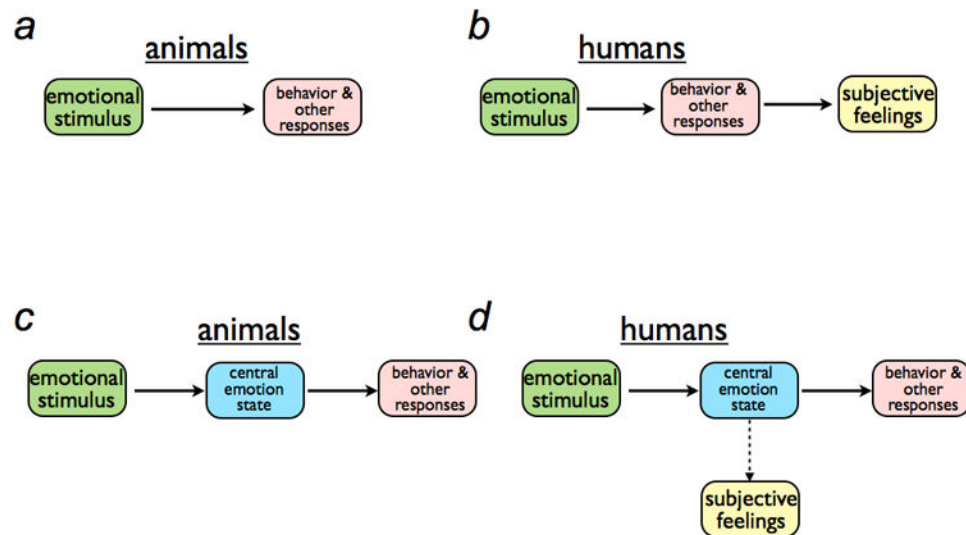 a
animals
emotional
stimulus
behavior &
other
responses
b
humans
emotional
stimulus
behavior &
other
responses
subjective
feelings
c
animals
emotional
stimulus
central
emotion
state
behavior &
other
responses
d
humans
emotional
stimulus
central
emotion
state
behavior &
other
responses
subjective
feelings